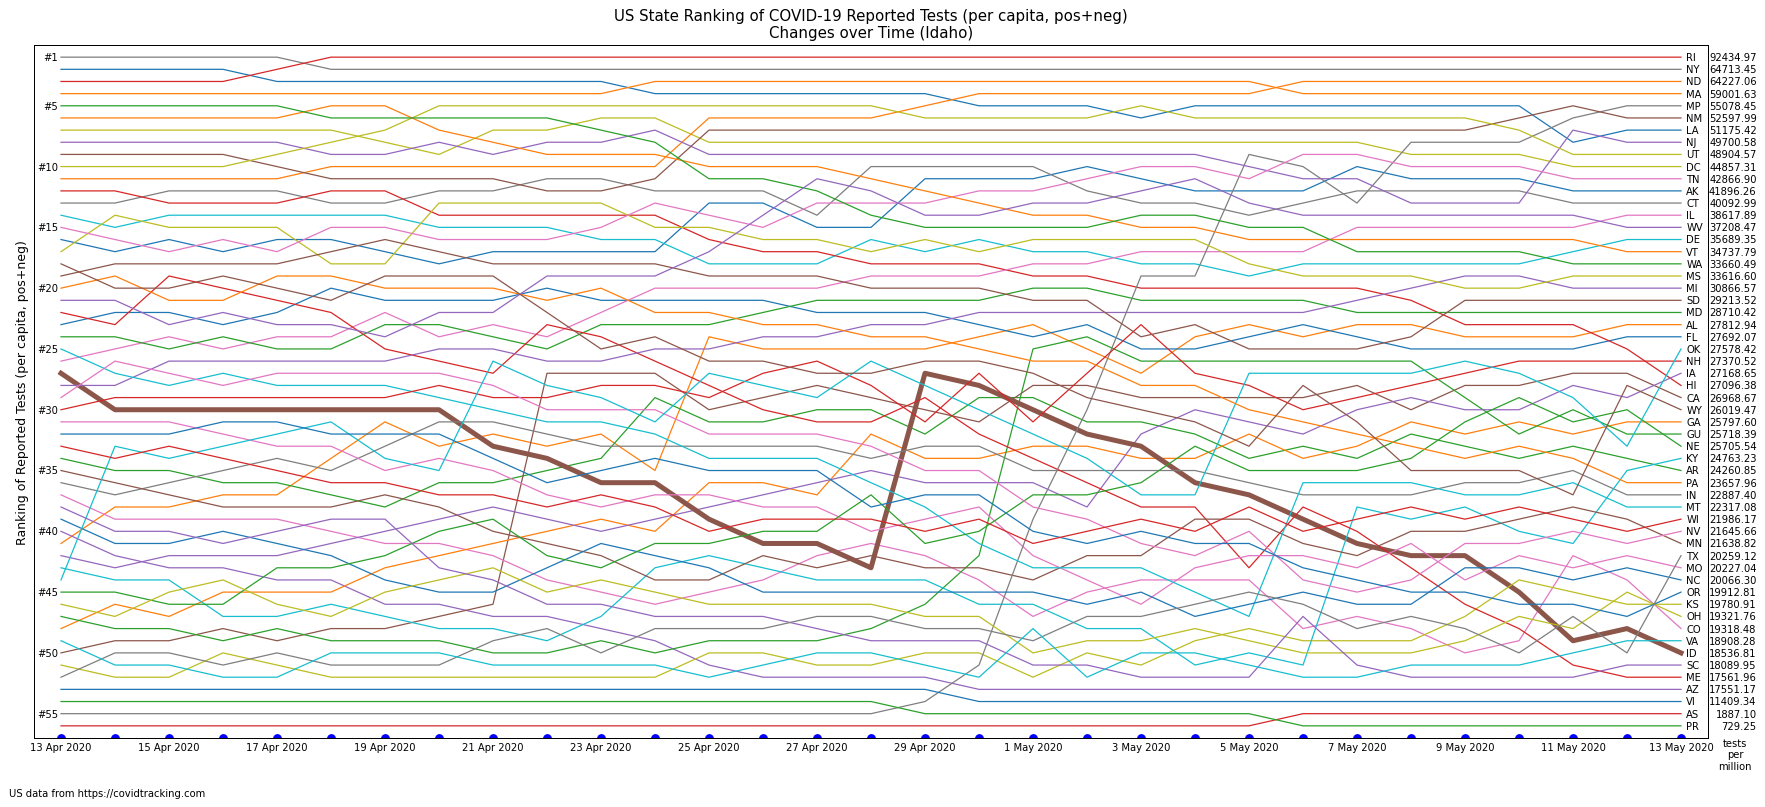 US State Ranking of COVID-19 Reported Tests (per capita, pos+neg)
Changes over Time (Idaho)
Ranking of Reported Tests (per capita, pos+neg)
#1
#5
#10
#15
#20
#25
#30
#35
#40
#45
#50
#55
RI 92434.97
NY 64713.45
ND 64227.06
MA 59001.63
MP 55078.45
NM 52597.99
LA 51175.42
NJ 49700.58
UT 48904.57
DC 44857.31
TN 42866.90
AK 41896.26
CT 40092.99
IL 38617.89
WV 37208.47
DE 35689.35
VT 34737.79
WA 33660.49
MS 33616.60
MI 30866.57
SD 29213.52
MD 28710.42
AL 27812.94
FL 27692.07
OK 27578.42
NH 27370.52
IA 27168.65
HI 27096.38
CA 26968.67
WY 26019.47
GA 25797.60
GU 25718.39
NE 25705.54
KY 24763.23
AR 24260.85
PA 23657.96
IN 22887.40
MT 22317.08
WI 21986.17
NV 21645.66
MN 21638.82
TX 20259.12
MO 20227.04
NC 20066.30
OR 19912.81
KS 19780.91
OH 19321.76
CO 19318.48
VA 18908.28
ID 18536.81
SC 18089.95
ME 17561.96
AZ 17551.17
VI 11409.34
AS 1887.10
PR 729.25
13 Apr 2020 15 Apr 2020 17 Apr 2020 19 Apr 2020 21 Apr 2020 23 Apr 2020 25 Apr 2020 27 Apr 2020 29 Apr 2020 1 May 2020 3 May 2020 5 May 2020 7 May 2020 9 May 2020 11 May 2020 13 May 2020
tests
per
million
US data from https://covidtracking.com